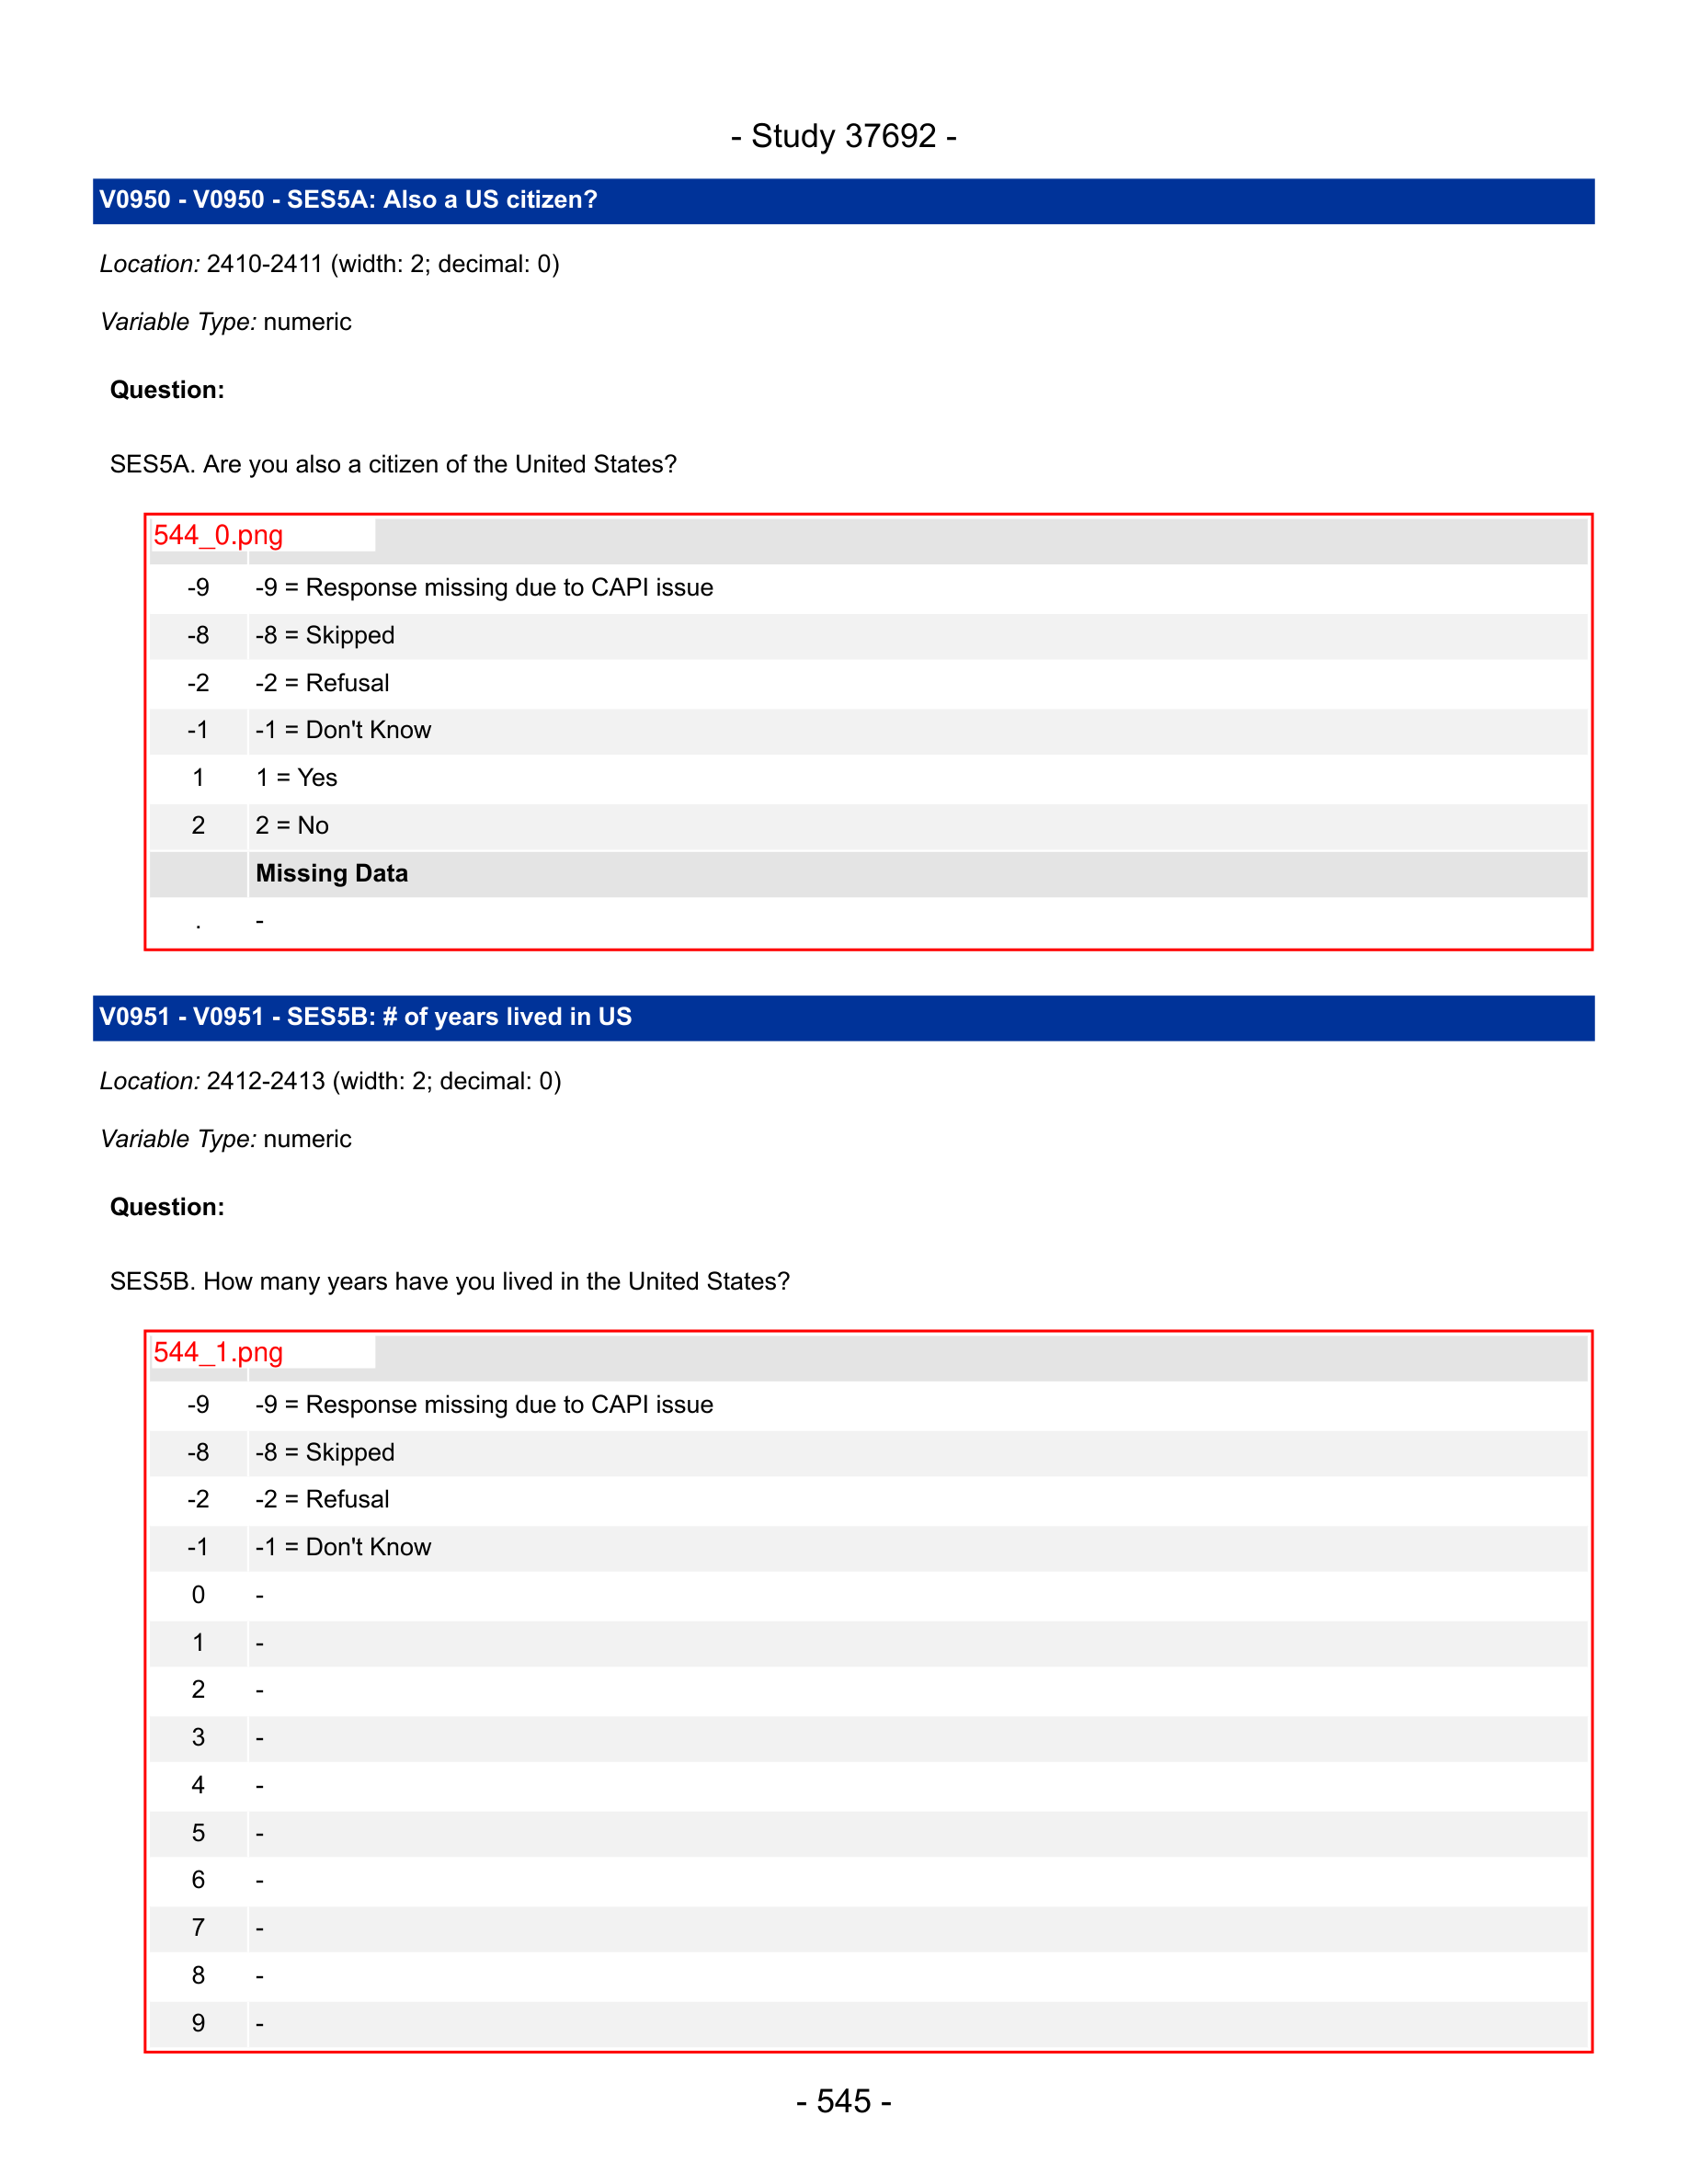 - Study 37692 -
V0950 - V0950 - SES5A: Also a US citizen?
Location: 2410-2411 (width: 2; decimal: 0)
Variable Type: numeric
Question:
SES5A. Are you also a citizen of the United States?
544_0.png
-9 -9 = Response missing due to CAPI issue
-8 -8 = Skipped
-2 -2 = Refusal
-1 -1 = Don't Know
1 1 = Yes
2 2 = No
Missing Data
. -
V0951 - V0951 - SES5B: # of years lived in US
Location: 2412-2413 (width: 2; decimal: 0)
Variable Type: numeric
Question:
SES5B. How many years have you lived in the United States?
544_1.png
-9 -9 = Response missing due to CAPI issue
-8 -8 = Skipped
-2 -2 = Refusal
-1 -1 = Don't Know
0 -
1 -
2 -
3 -
4 -
5 -
6 -
7 -
8 -
9 -
- 545 -